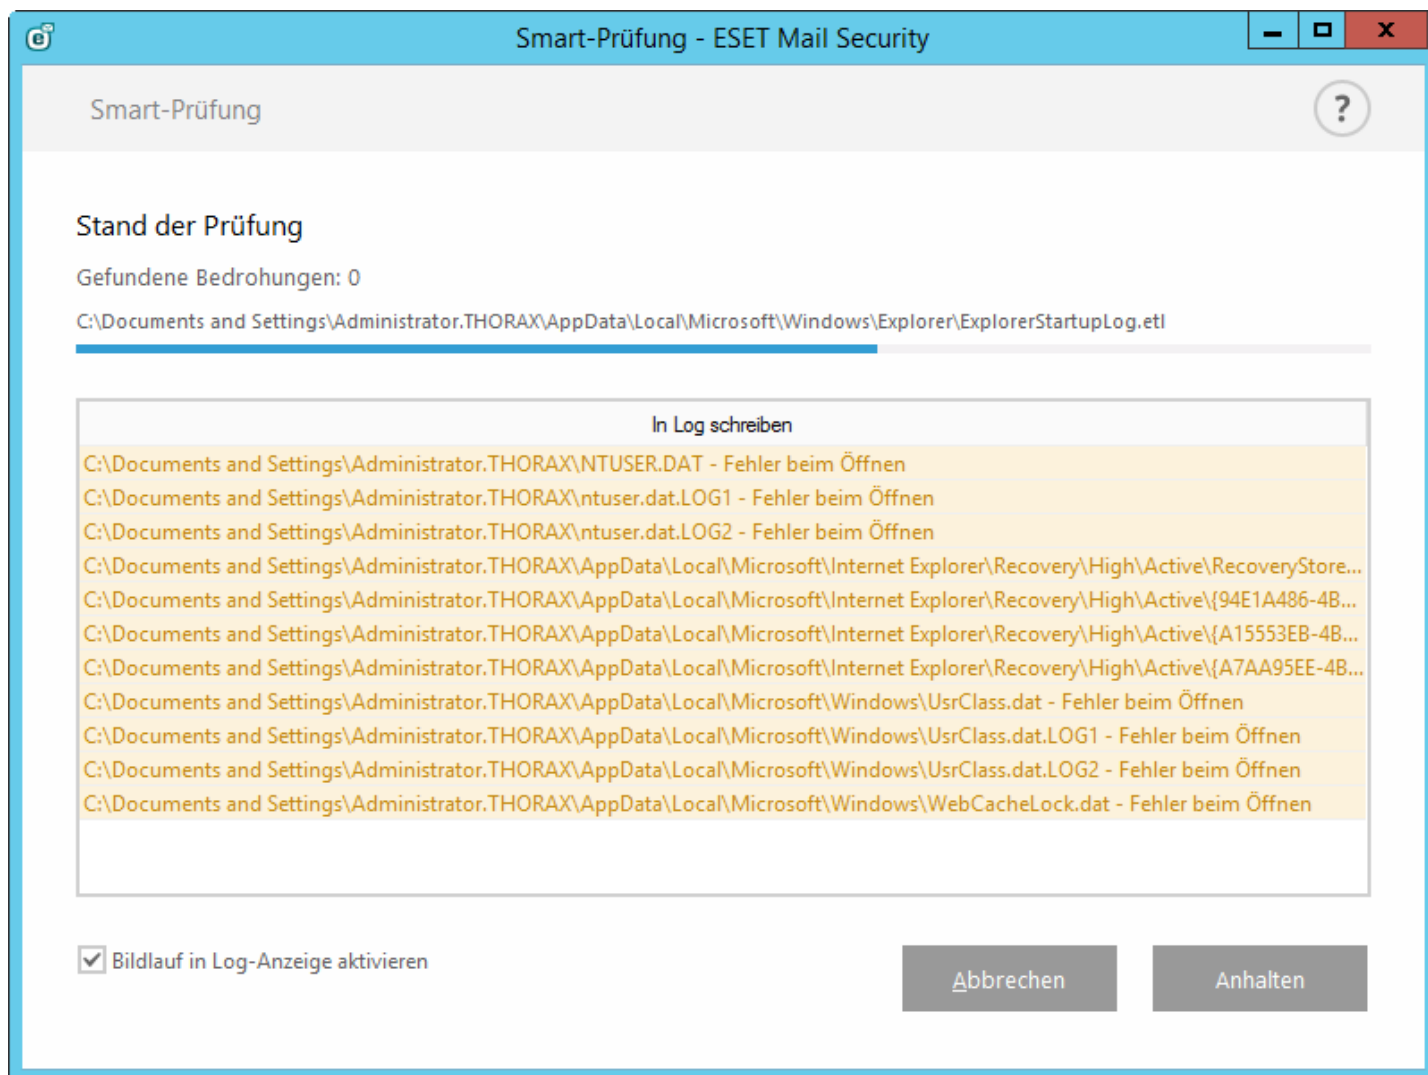 Smart-Prüfung - ESET Mail Security
Smart-Prüfung
?
Stand der Prüfung
Gefundene Bedrohungen: 0
C:\Documents and Settings\Administrator.THORAX\AppData\Local\Microsoft\Windows\Explorer\ExplorerStartupLog.etl
In Log schreiben
C:\Documents and Settings\Administrator.THORAX\NTUSER.DAT - Fehler beim Öffnen
C:\Documents and Settings\Administrator.THORAX\ntuser.dat.LOG1 - Fehler beim Öffnen
C:\Documents and Settings\Administrator.THORAX\ntuser.dat.LOG2 - Fehler beim Öffnen
C:\Documents and Settings\Administrator.THORAX\AppData\Local\Microsoft\Internet Explorer\Recovery\High\Active\RecoveryStore...
C:\Documents and Settings\Administrator.THORAX\AppData\Local\Microsoft\Internet Explorer\Recovery\High\Active\{94E1A486-4B...
C:\Documents and Settings\Administrator.THORAX\AppData\Local\Microsoft\Internet Explorer\Recovery\High\Active\{A15553EB-4B...
C:\Documents and Settings\Administrator.THORAX\AppData\Local\Microsoft\Internet Explorer\Recovery\High\Active\{A7AA95EE-4B...
C:\Documents and Settings\Administrator.THORAX\AppData\Local\Microsoft\Windows\UsrClass.dat - Fehler beim Öffnen
C:\Documents and Settings\Administrator.THORAX\AppData\Local\Microsoft\Windows\UsrClass.dat.LOG1 - Fehler beim Öffnen
C:\Documents and Settings\Administrator.THORAX\AppData\Local\Microsoft\Windows\UsrClass.dat.LOG2 - Fehler beim Öffnen
C:\Documents and Settings\Administrator.THORAX\AppData\Local\Microsoft\Windows\WebCacheLock.dat - Fehler beim Öffnen
Bildlauf in Log-Anzeige aktivieren
Abbrechen
Anhalten